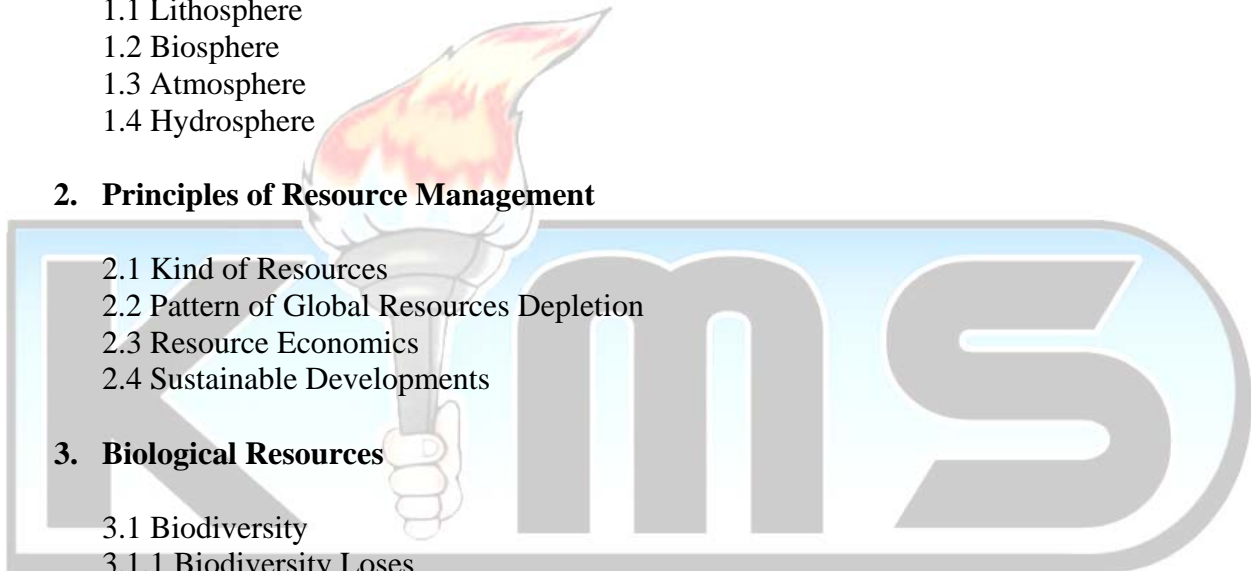 1.1 Lithosphere
1.2 Biosphere
1.3 Atmosphere
1.4 Hydrosphere
2. Principles of Resource Management
2.1 Kind of Resources
2.2 Pattern of Global Resources Depletion
2.3 Resource Economics
2.4 Sustainable Developments
3. Biological Resources
3.1 Biodiversity
3.1.1 Biodiversity Loses
KIMS